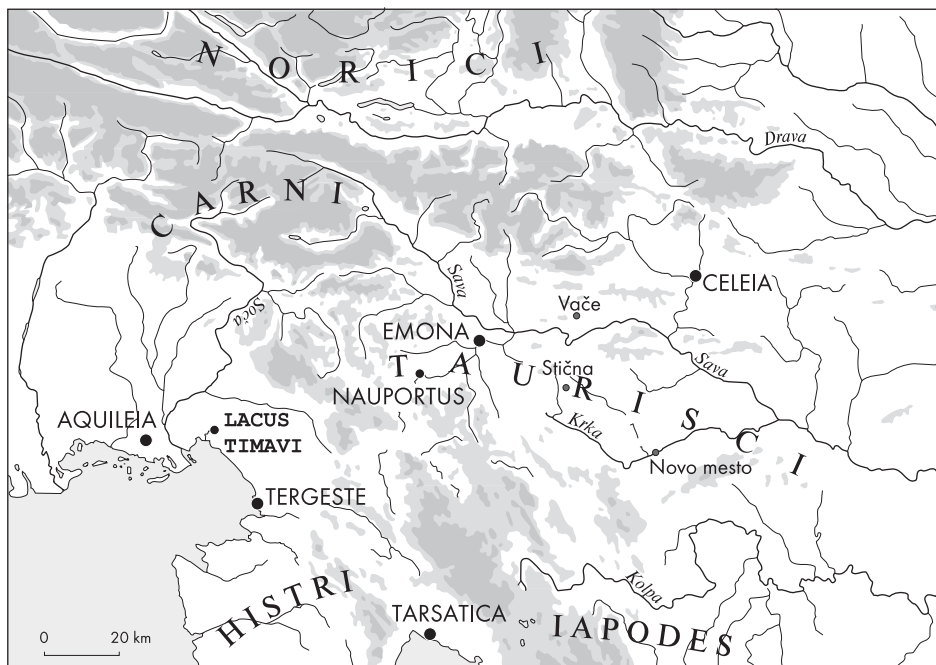 NORICI
Drava
CARNI
CELEIA
Sava
Vače
Soča
EMONA
TAURISCI
Stična
Sava
NAUPORTUS
AQUILEIA
LACUS
TIMAVI
Krka
Novo mesto
TERGESTE
HISTRI
Kolpa
TARSATICA
IAPODES
0 20 km